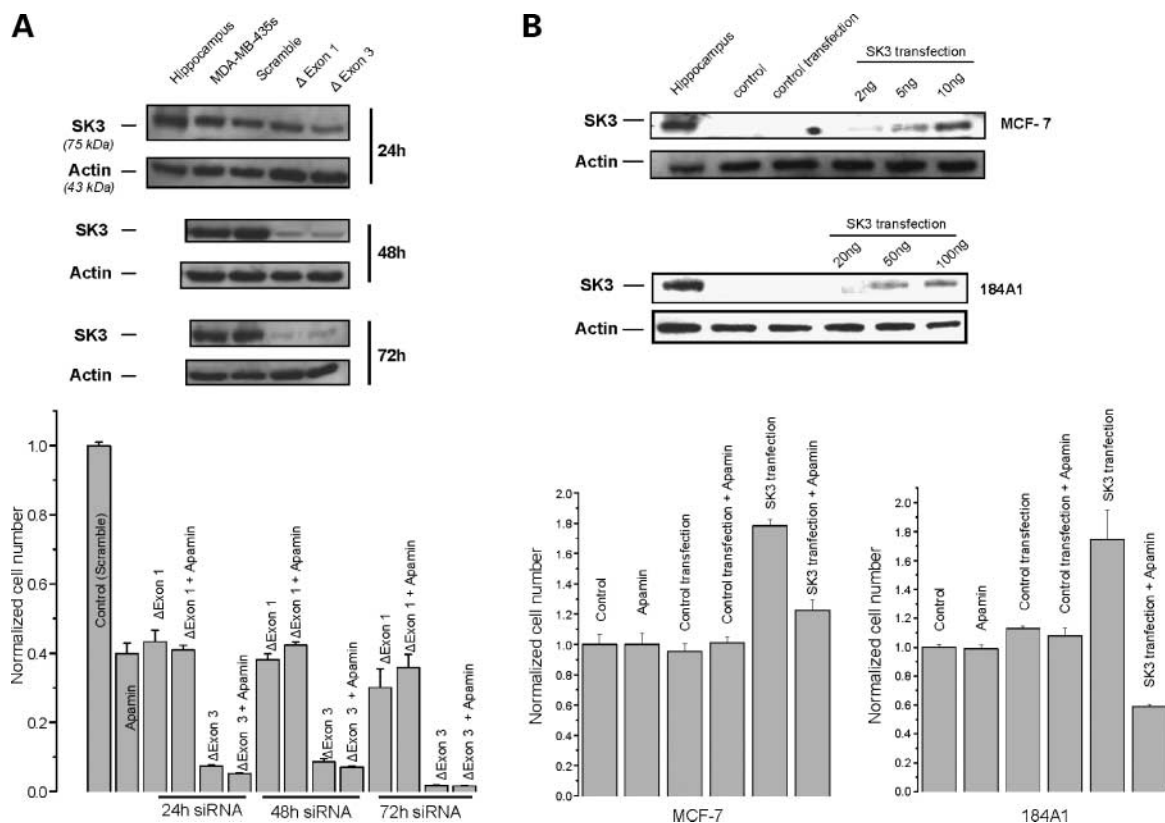 A
Hippocampus
MDA-MB-435s
Scramble
Δ Exon 1
Δ Exon 3
SK3
(75 kDa)
Actin
(43 kDa)
24h
SK3
Actin
48h
SK3
Actin
72h
Normalized cell number
1.0
0.8
0.6
0.4
0.2
0.0
Control (Scramble)
Apamin
ΔExon 1
ΔExon 1 + Apamin
ΔExon 3
ΔExon 3 + Apamin
ΔExon 1
ΔExon 1 + Apamin
ΔExon 3
ΔExon 3 + Apamin
ΔExon 1
ΔExon 1 + Apamin
ΔExon 3
ΔExon 3 + Apamin
24h siRNA
48h siRNA
72h siRNA
B
Hippocampus
control
control transfection
SK3 transfection
2ng
5ng
10ng
SK3
MCF- 7
Actin
SK3 transfection
20ng
50ng
100ng
SK3
184A1
Actin
Normalized cell number
2.0
1.8
1.6
1.4
1.2
1.0
0.8
0.6
0.4
0.2
0.0
Control
Apamin
Control transfection
Control transfection + Apamin
SK3 tranfection
SK3 tranfection + Apamin
MCF-7
Normalized cell number
2.0
1.8
1.6
1.4
1.2
1.0
0.8
0.6
0.4
0.2
0.0
Control
Apamin
Control transfection
Control transfection + Apamin
SK3 tranfection
SK3 tranfection + Apamin
184A1